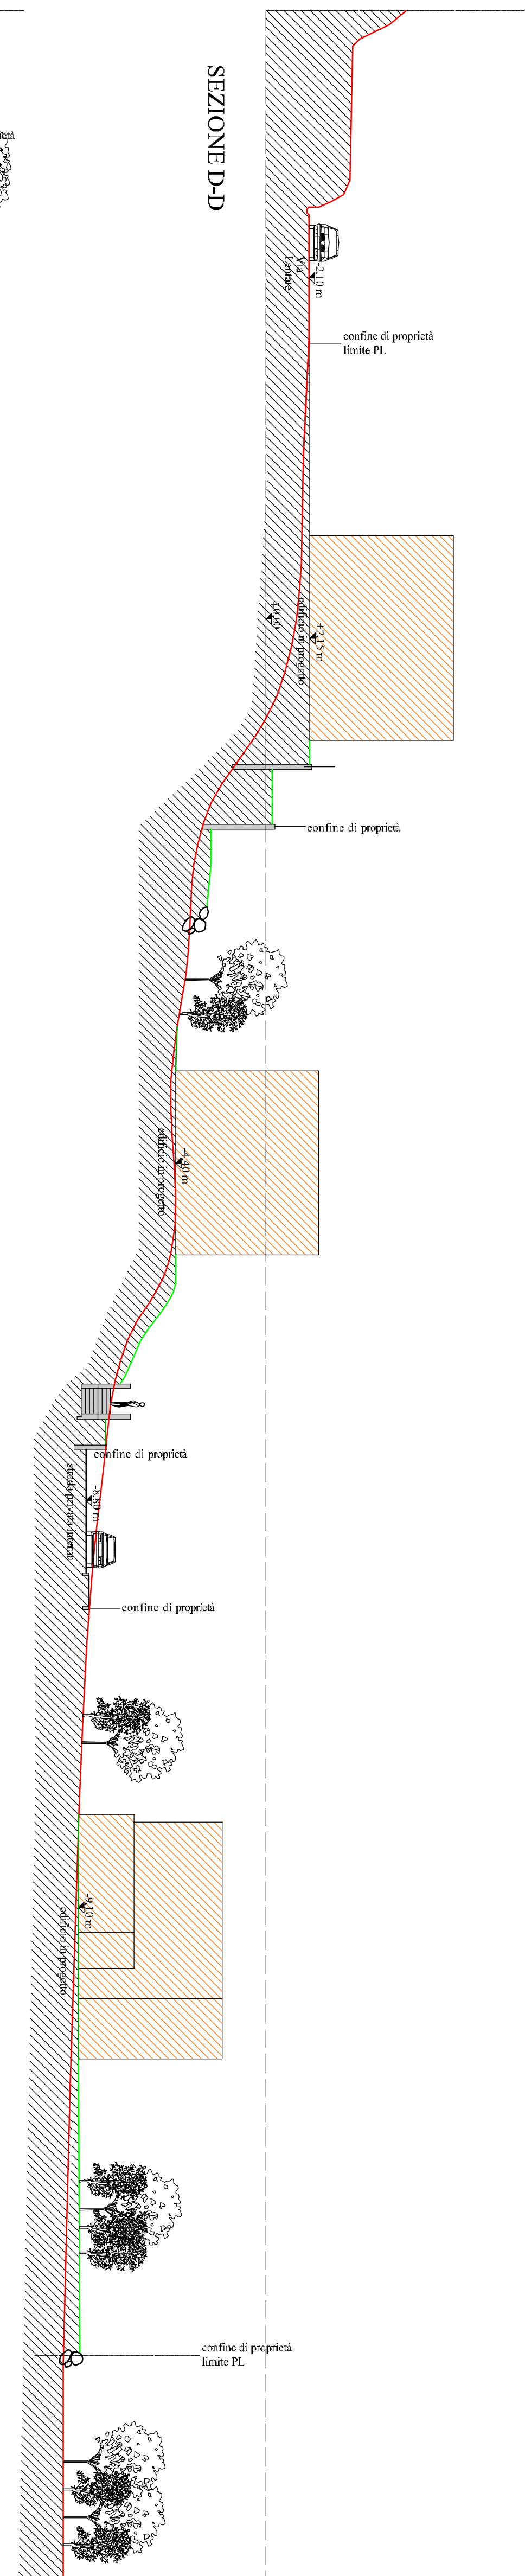 SEZIONE D-D
età
Via
Lentate
-2.10 m
confine di proprietà
limite PL
±0.00
+2.15 m
edificio in progetto
confine di proprietà
-4.40 m
edificio in progetto
confine di proprietà
-8.80 m
strada privata interna
confine di proprietà
-9.10 m
edificio in progetto
confine di proprietà
limite PL